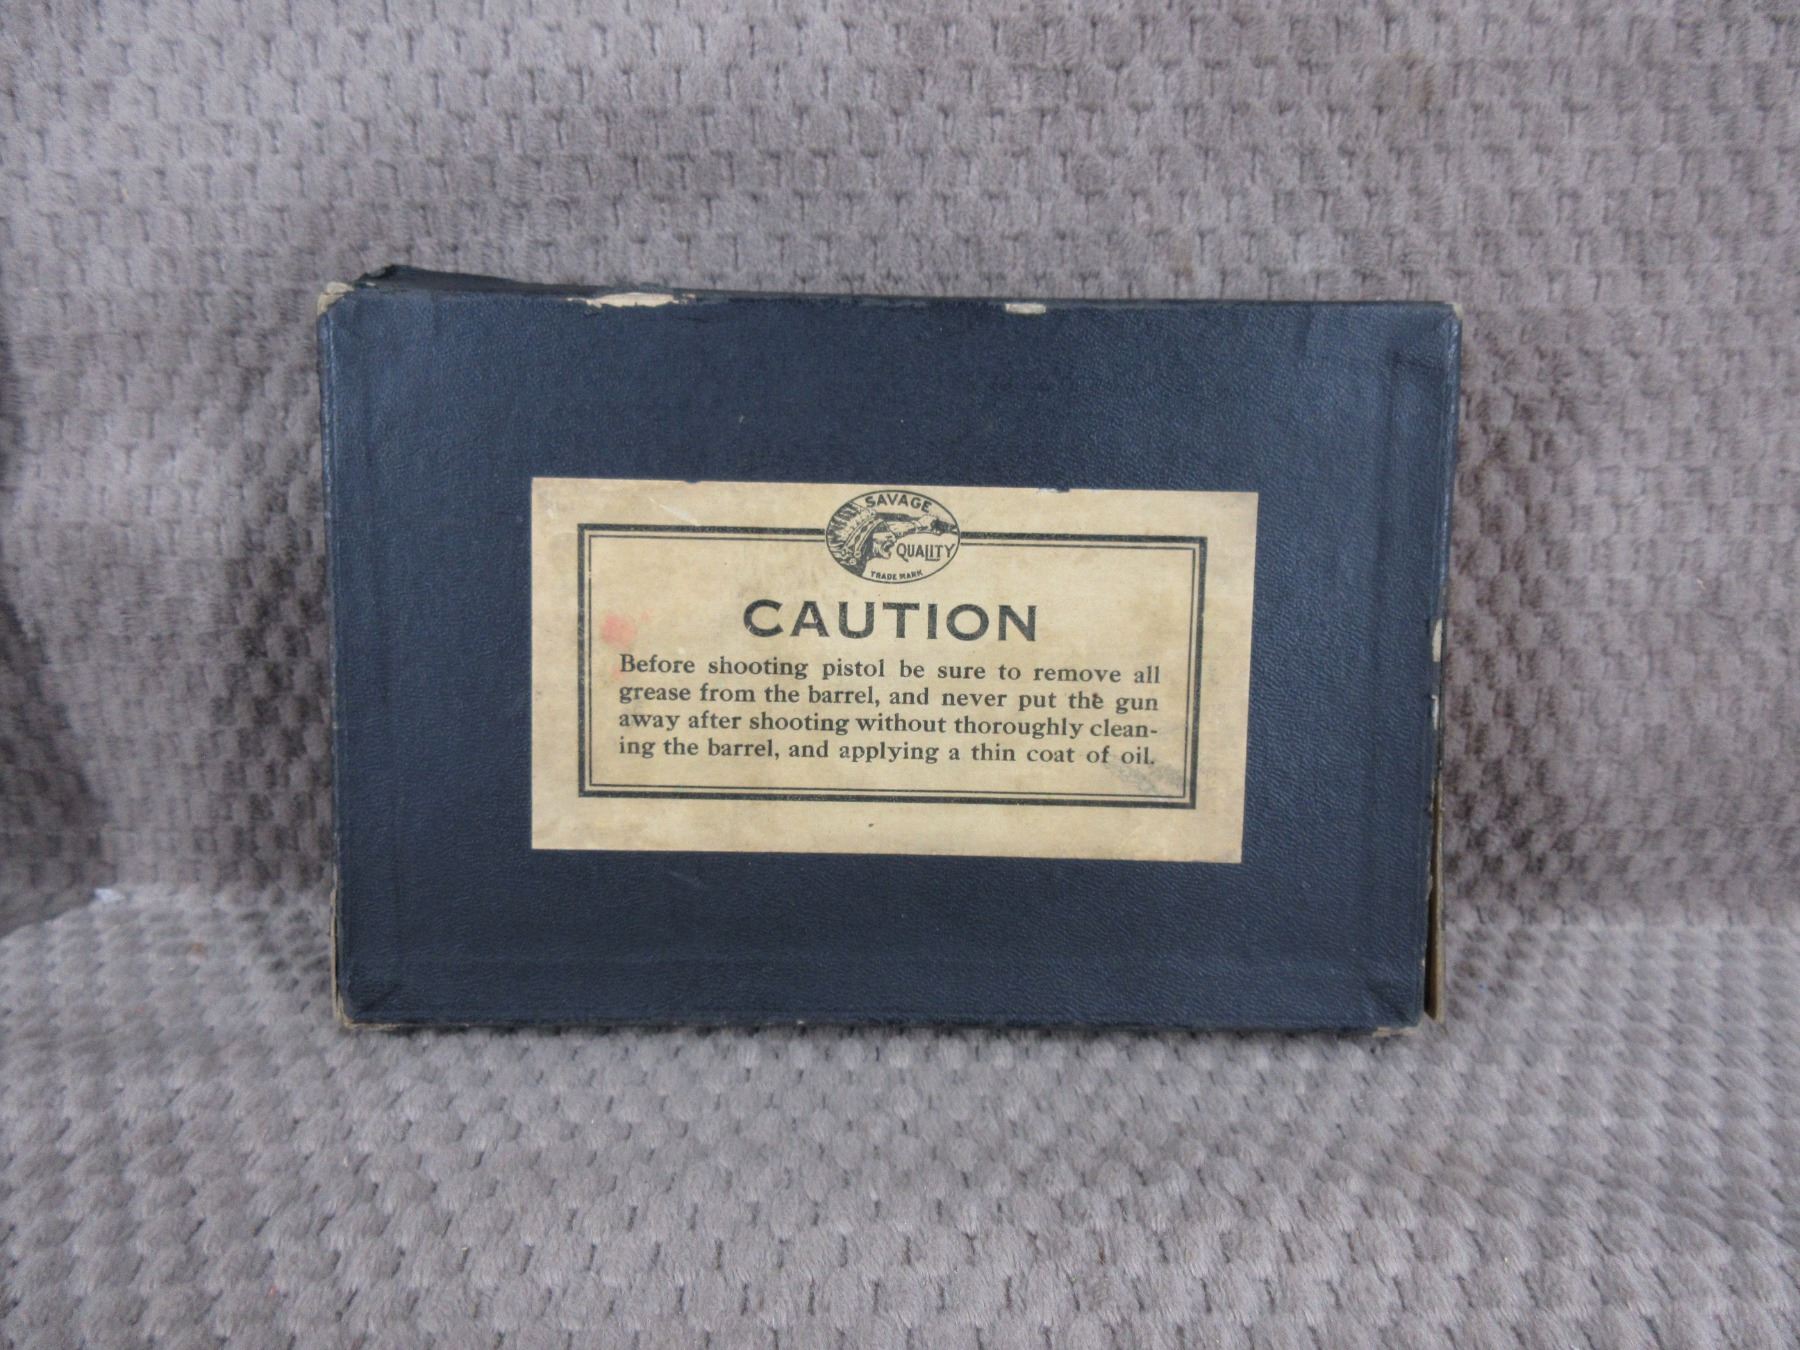 SAVAGE
QUALITY
TRADE MARK
CAUTION
Before shooting pistol be sure to remove all
grease from the barrel, and never put the gun
away after shooting without thoroughly clean-
ing the barrel, and applying a thin coat of oil.